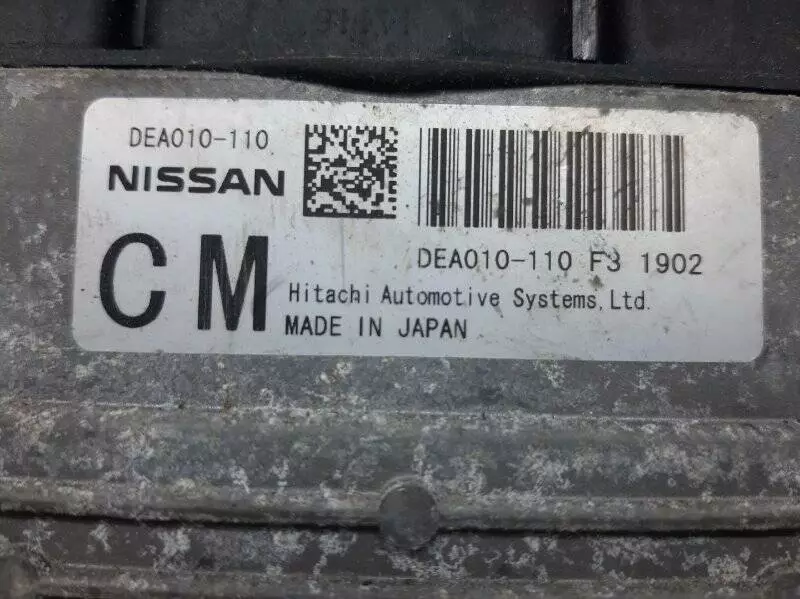 DEA010-110
NISSAN
CM
DEA010-110 F3 1902
Hitachi Automotive Systems, Ltd.
MADE IN JAPAN